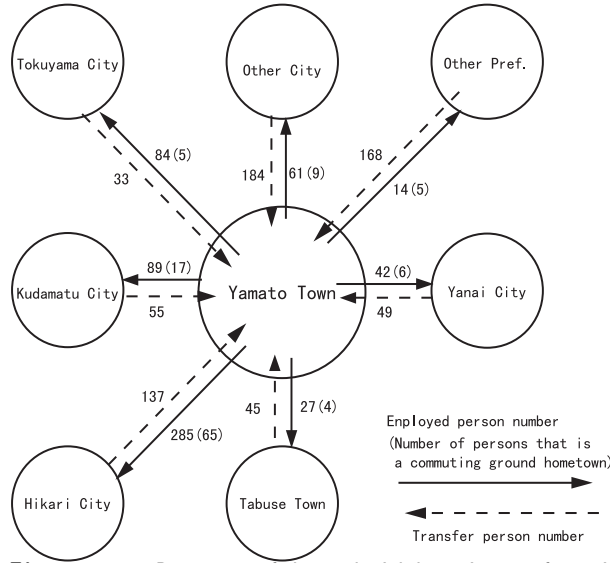 Tokuyama City
Other City
Other Pref.
84(5)
33
184
61(9)
168
14(5)
89(17)
42(6)
Kudamatu City
Yamato Town
Yanai City
55
49
137
285(65)
45
27(4)
Enployed person number
(Number of persons that is
a commuting ground hometown)
Hikari City
Tabuse Town
Transfer person number